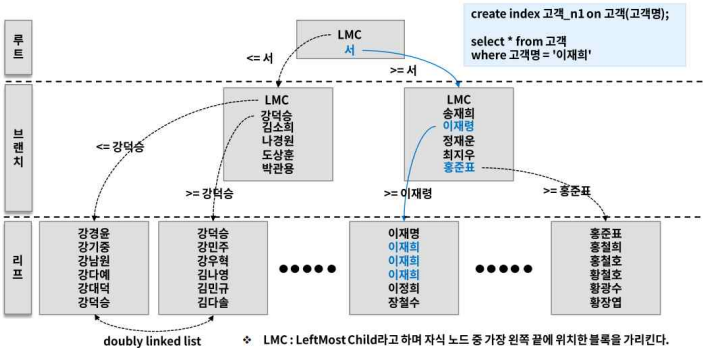 create index 고객_n1 on 고객(고객명);
select * from 고객
where 고객명 = '이재희'
루트
LMC
서
<= 서
>= 서
브랜치
LMC
강덕승
김소희
나경원
도상훈
박관용
LMC
송재희
이재령
정재운
최지우
홍준표
<= 강덕승
>= 강덕승
>= 이재령
>= 홍준표
리프
강경윤
강기중
강남원
강다예
강대덕
강덕승
강덕승
강민주
강우혁
김나영
김민규
김다솔
이재명
이재희
이재희
이재희
이정희
장철수
홍준표
홍철희
홍철호
황철호
황광수
황장엽
doubly linked list
❖ LMC : LeftMost Child라고 하며 자식 노드 중 가장 왼쪽 끝에 위치한 블록을 가리킨다.